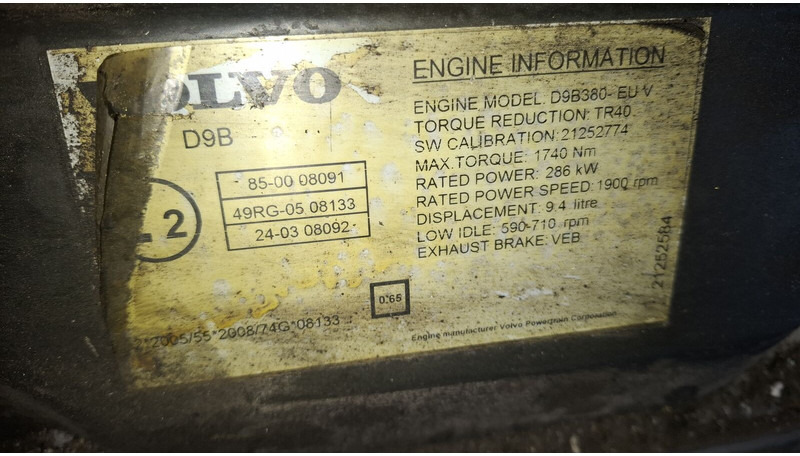 VOLVO
D9B
85-00 08091
49RG-05 08133
24-03 08092
2
0.65
2005/55*2008/74G*08133
ENGINE INFORMATION
ENGINE MODEL: D9B380- EU V
TORQUE REDUCTION: TR40
SW CALIBRATION: 21252774
MAX.TORQUE: 1740 Nm
RATED POWER: 286 kW
RATED POWER SPEED: 1900 rpm
DISPLACEMENT: 9.4 litre
LOW IDLE: 590-710 rpm
EXHAUST BRAKE: VEB
Engine manufacturer Volvo Powertrain Corporation
21252584